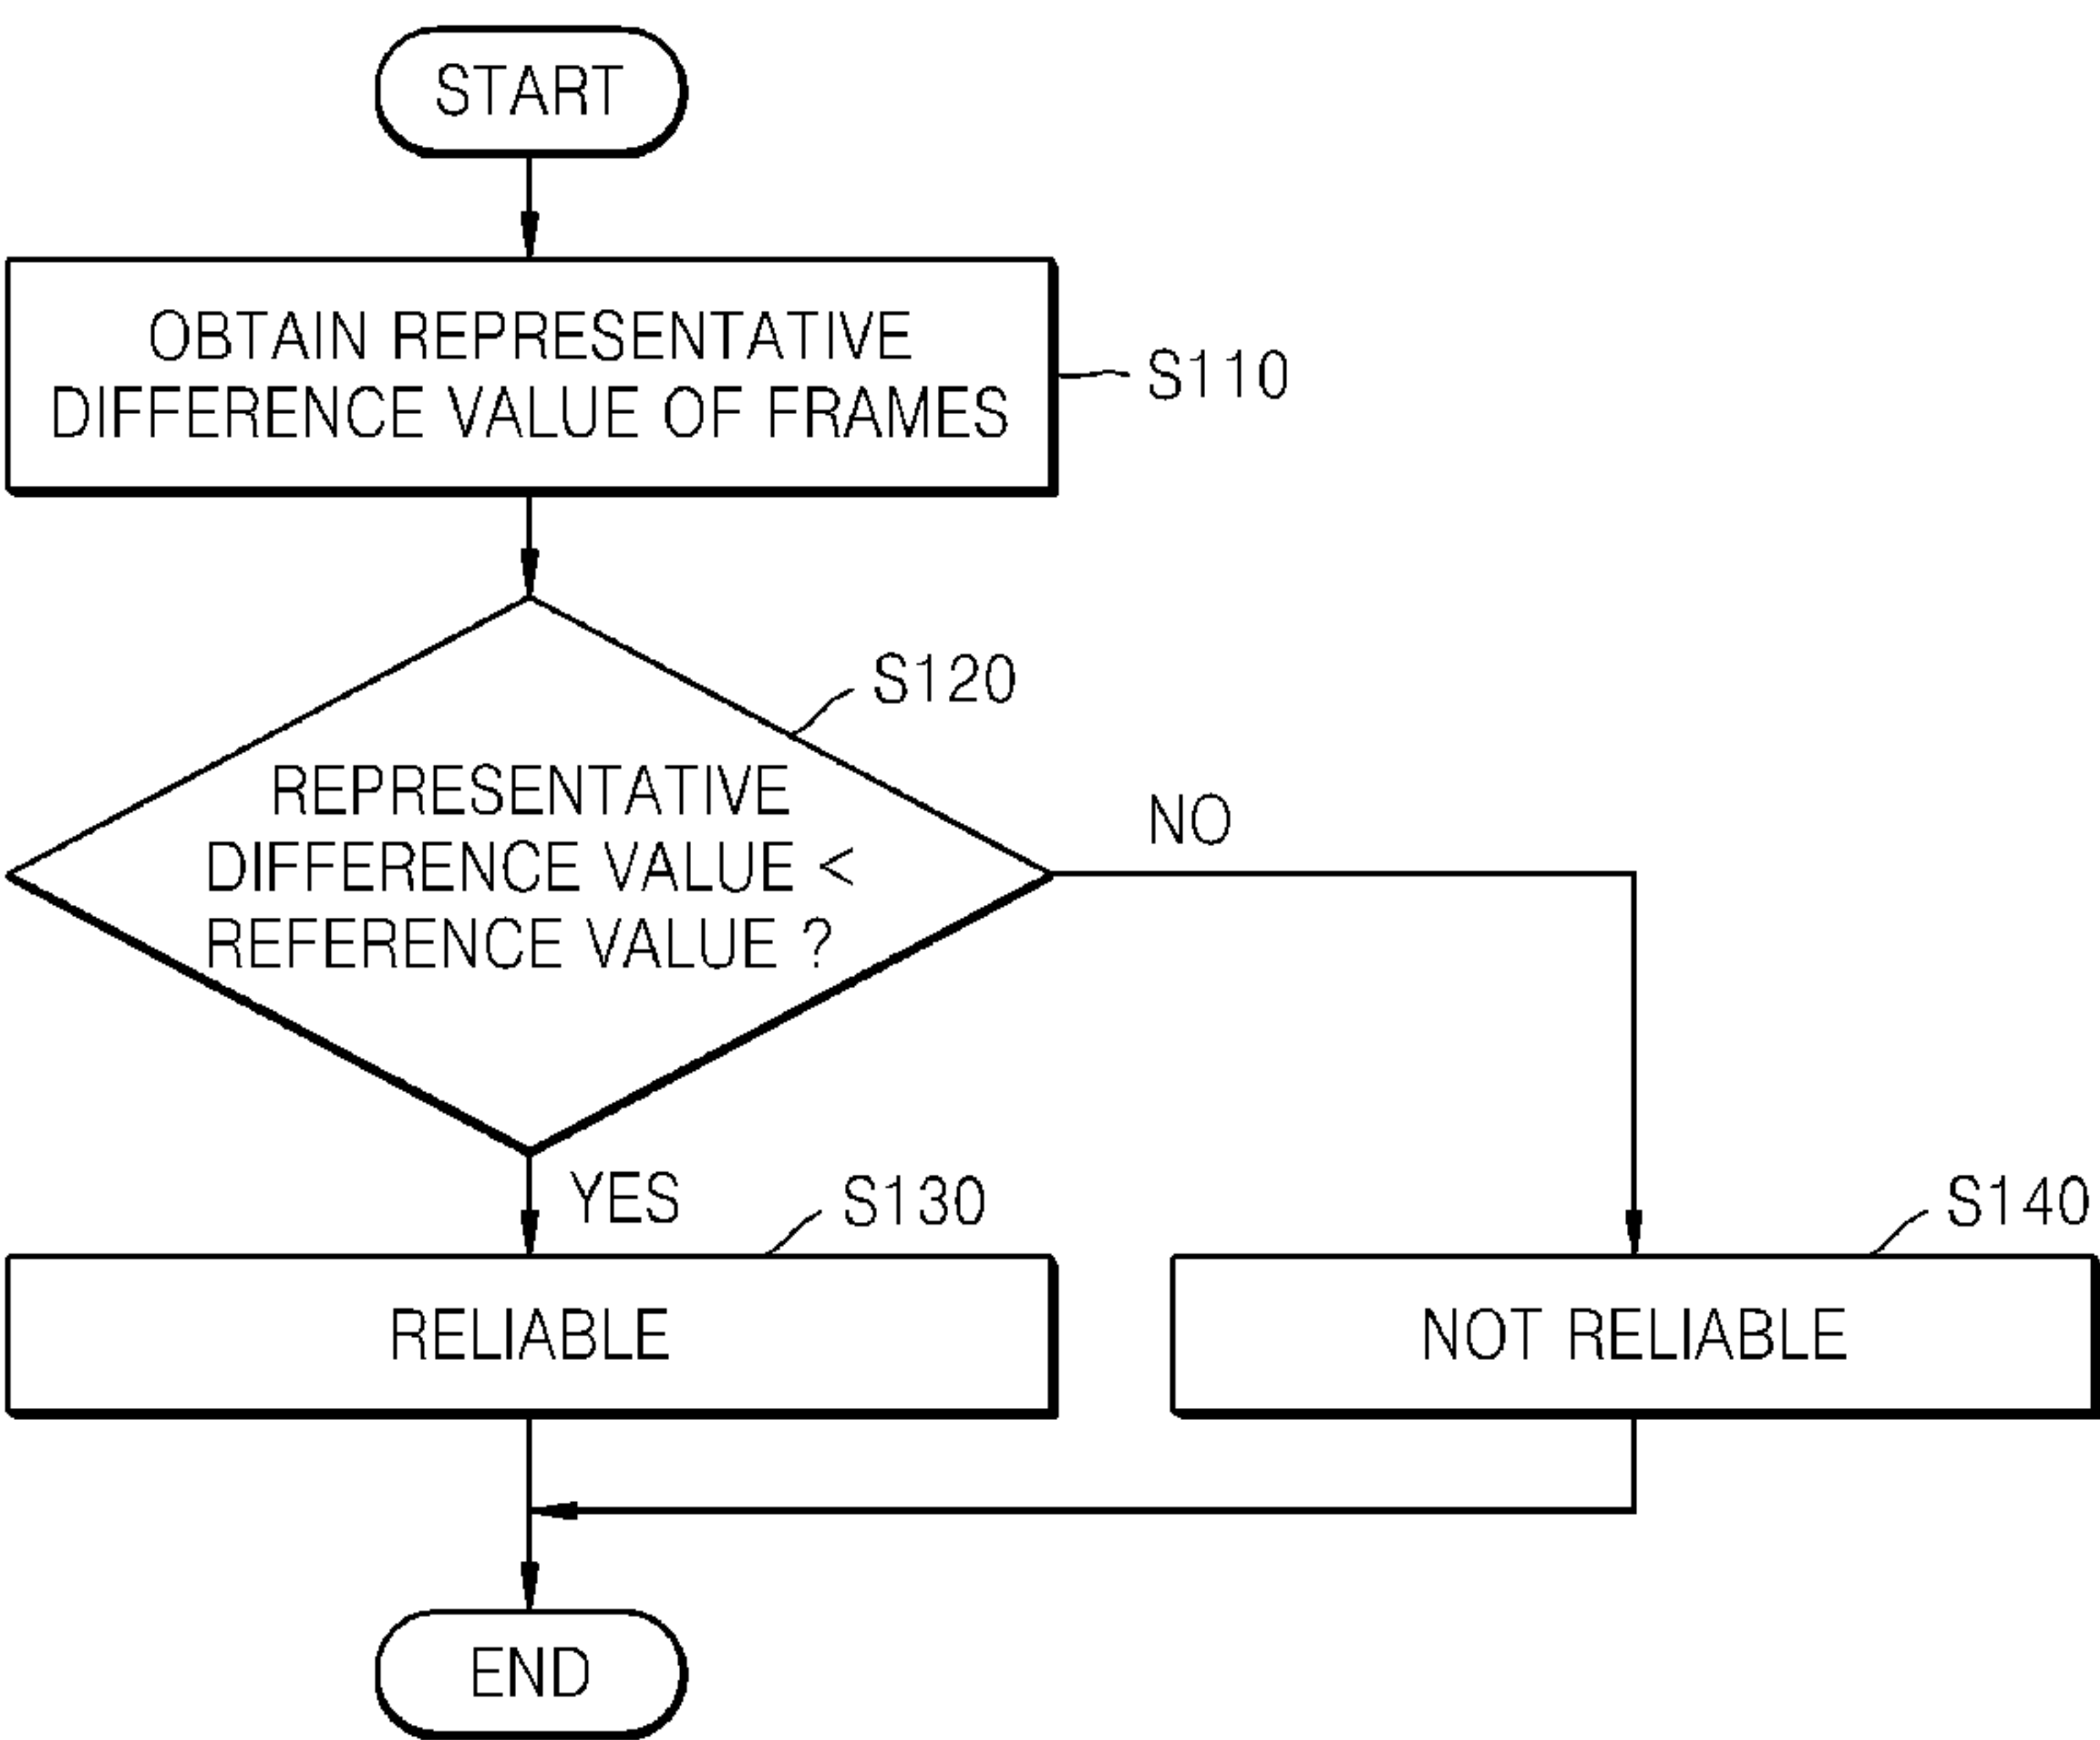 START
OBTAIN REPRESENTATIVE
DIFFERENCE VALUE OF FRAMES
S110
S120
REPRESENTATIVE
DIFFERENCE VALUE <
REFERENCE VALUE ?
NO
YES
S130
S140
RELIABLE
NOT RELIABLE
END